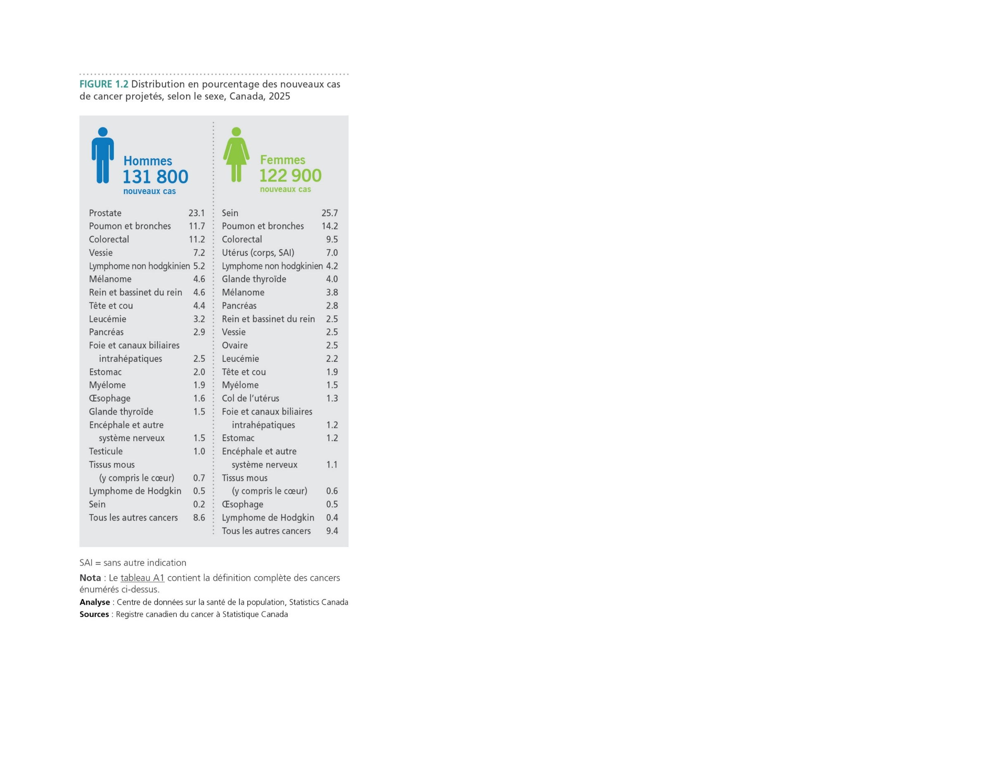 FIGURE 1.2 Distribution en pourcentage des nouveaux cas
de cancer projetés, selon le sexe, Canada, 2025
Hommes
131 800
nouveaux cas
Prostate 23.1
Poumon et bronches 11.7
Colorectal 11.2
Vessie 7.2
Lymphome non hodgkinien 5.2
Mélanome 4.6
Rein et bassinet du rein 4.6
Tête et cou 4.4
Leucémie 3.2
Pancréas 2.9
Foie et canaux biliaires
intrahépatiques 2.5
Estomac 2.0
Myélome 1.9
Œsophage 1.6
Glande thyroïde 1.5
Encéphale et autre
système nerveux 1.5
Testicule 1.0
Tissus mous
(y compris le cœur) 0.7
Lymphome de Hodgkin 0.5
Sein 0.2
Tous les autres cancers 8.6
Femmes
122 900
nouveaux cas
Sein 25.7
Poumon et bronches 14.2
Colorectal 9.5
Utérus (corps, SAI) 7.0
Lymphome non hodgkinien 4.2
Glande thyroïde 4.0
Mélanome 3.8
Pancréas 2.8
Rein et bassinet du rein 2.5
Vessie 2.5
Ovaire 2.5
Leucémie 2.2
Tête et cou 1.9
Myélome 1.5
Col de l’utérus 1.3
Foie et canaux biliaires
intrahépatiques 1.2
Estomac 1.2
Encéphale et autre
système nerveux 1.1
Tissus mous
(y compris le cœur) 0.6
Œsophage 0.5
Lymphome de Hodgkin 0.4
Tous les autres cancers 9.4
SAI = sans autre indication
Nota : Le tableau A1 contient la définition complète des cancers
énumérés ci-dessus.
Analyse : Centre de données sur la santé de la population, Statistics Canada
Sources : Registre canadien du cancer à Statistique Canada